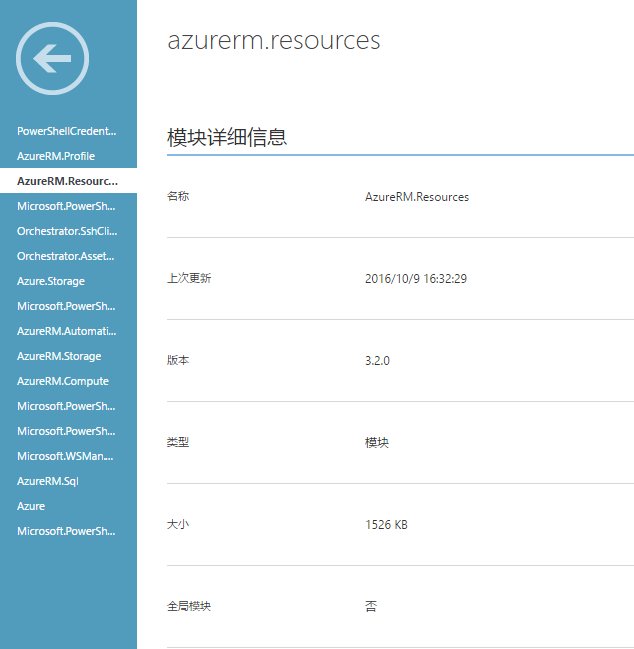 azurerm.resources
PowerShellCredent...
AzureRM.Profile
AzureRM.Resourc...
Microsoft.PowerSh...
Orchestrator.SshCli...
Orchestrator.Asset...
Azure.Storage
Microsoft.PowerSh...
AzureRM.Automati...
AzureRM.Storage
AzureRM.Compute
Microsoft.PowerSh...
Microsoft.PowerSh...
Microsoft.WSMan....
AzureRM.Sql
Azure
Microsoft.PowerSh...
模块详细信息
名称 AzureRM.Resources
上次更新 2016/10/9 16:32:29
版本 3.2.0
类型 模块
大小 1526 KB
全局模块 否